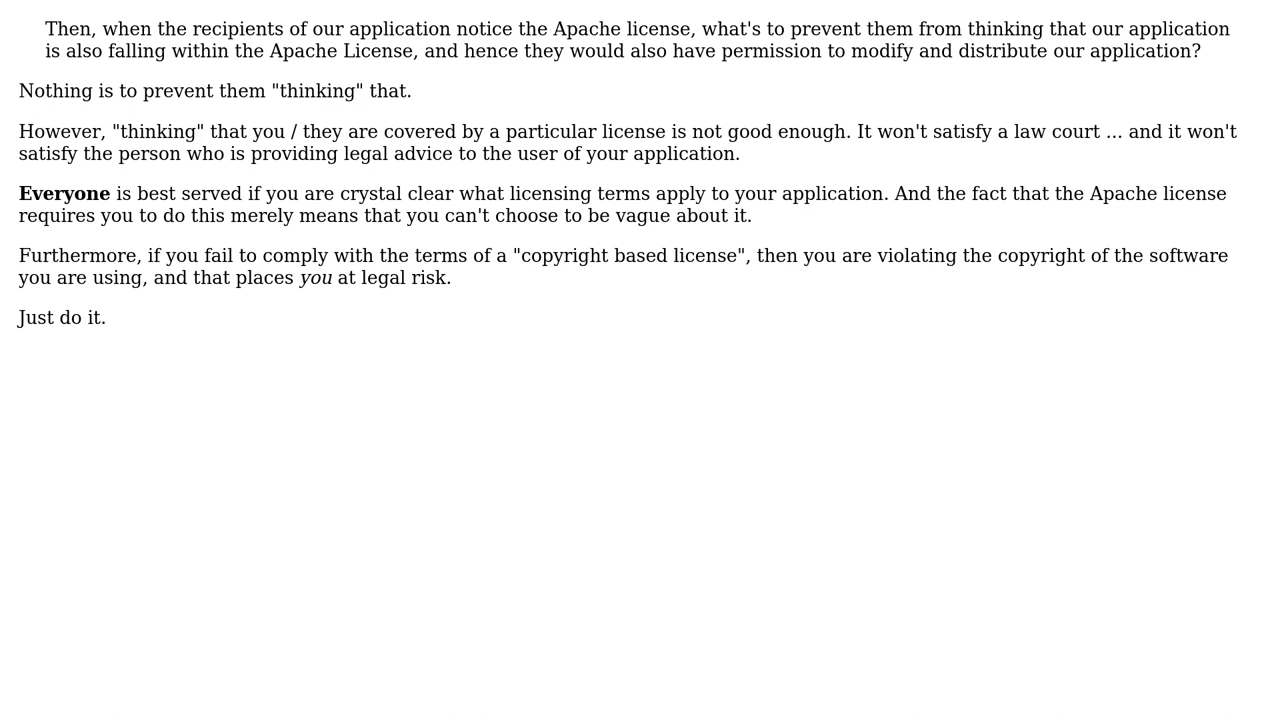 Then, when the recipients of our application notice the Apache license, what's to prevent them from thinking that our application
is also falling within the Apache License, and hence they would also have permission to modify and distribute our application?
Nothing is to prevent them "thinking" that.
However, "thinking" that you / they are covered by a particular license is not good enough. It won't satisfy a law court ... and it won't
satisfy the person who is providing legal advice to the user of your application.
Everyone is best served if you are crystal clear what licensing terms apply to your application. And the fact that the Apache license
requires you to do this merely means that you can't choose to be vague about it.
Furthermore, if you fail to comply with the terms of a "copyright based license", then you are violating the copyright of the software
you are using, and that places you at legal risk.
Just do it.